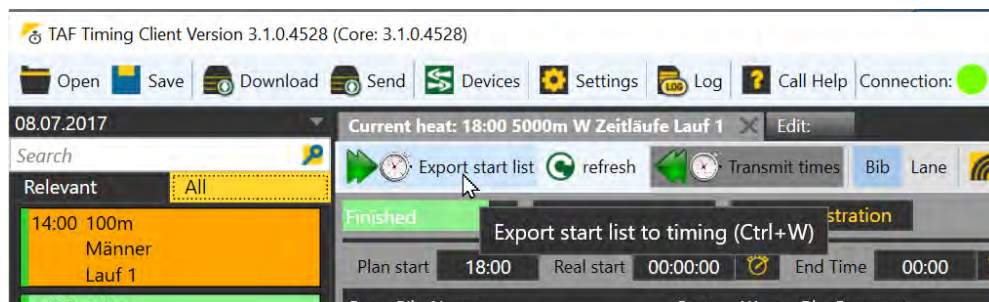 TAF Timing Client Version 3.1.0.4528 (Core: 3.1.0.4528)
Open Save Download Send Devices Settings LOG Log ? Call Help Connection:
08.07.2017 Current heat: 18:00 5000m W Zeitläufe Lauf 1 Edit:
Search Export start list refresh Transmit times Bib Lane
Relevant All
14:00 100m Finished stration
Männer Export start list to timing (Ctrl+W)
Lauf 1 Plan start 18:00 Real start 00:00:00 End Time 00:00